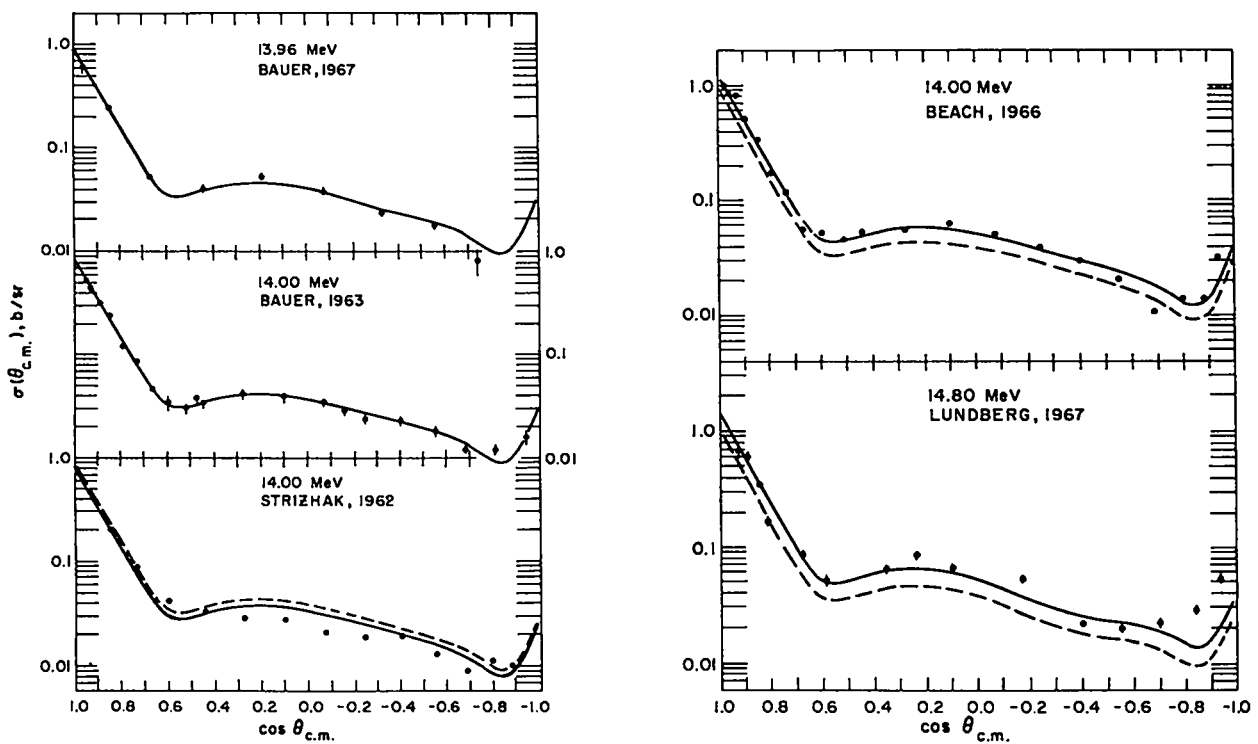 13.96 MeV
BAUER, 1967
1.0
0.1
0.01
1.0
14.00 MeV
BAUER, 1963
0.1
0.01
σ(θc.m.), b/sr
1.0
14.00 MeV
STRIZHAK, 1962
0.1
0.01
1.0 0.8 0.6 0.4 0.2 0.0 -0.2 -0.4 -0.6 -0.8 -1.0
cos θc.m.
14.00 MeV
BEACH, 1966
1.0
0.1
0.01
14.80 MeV
LUNDBERG, 1967
1.0
0.1
0.01
1.0 0.8 0.6 0.4 0.2 0.0 -0.2 -0.4 -0.6 -0.8 -1.0
cos θc.m.